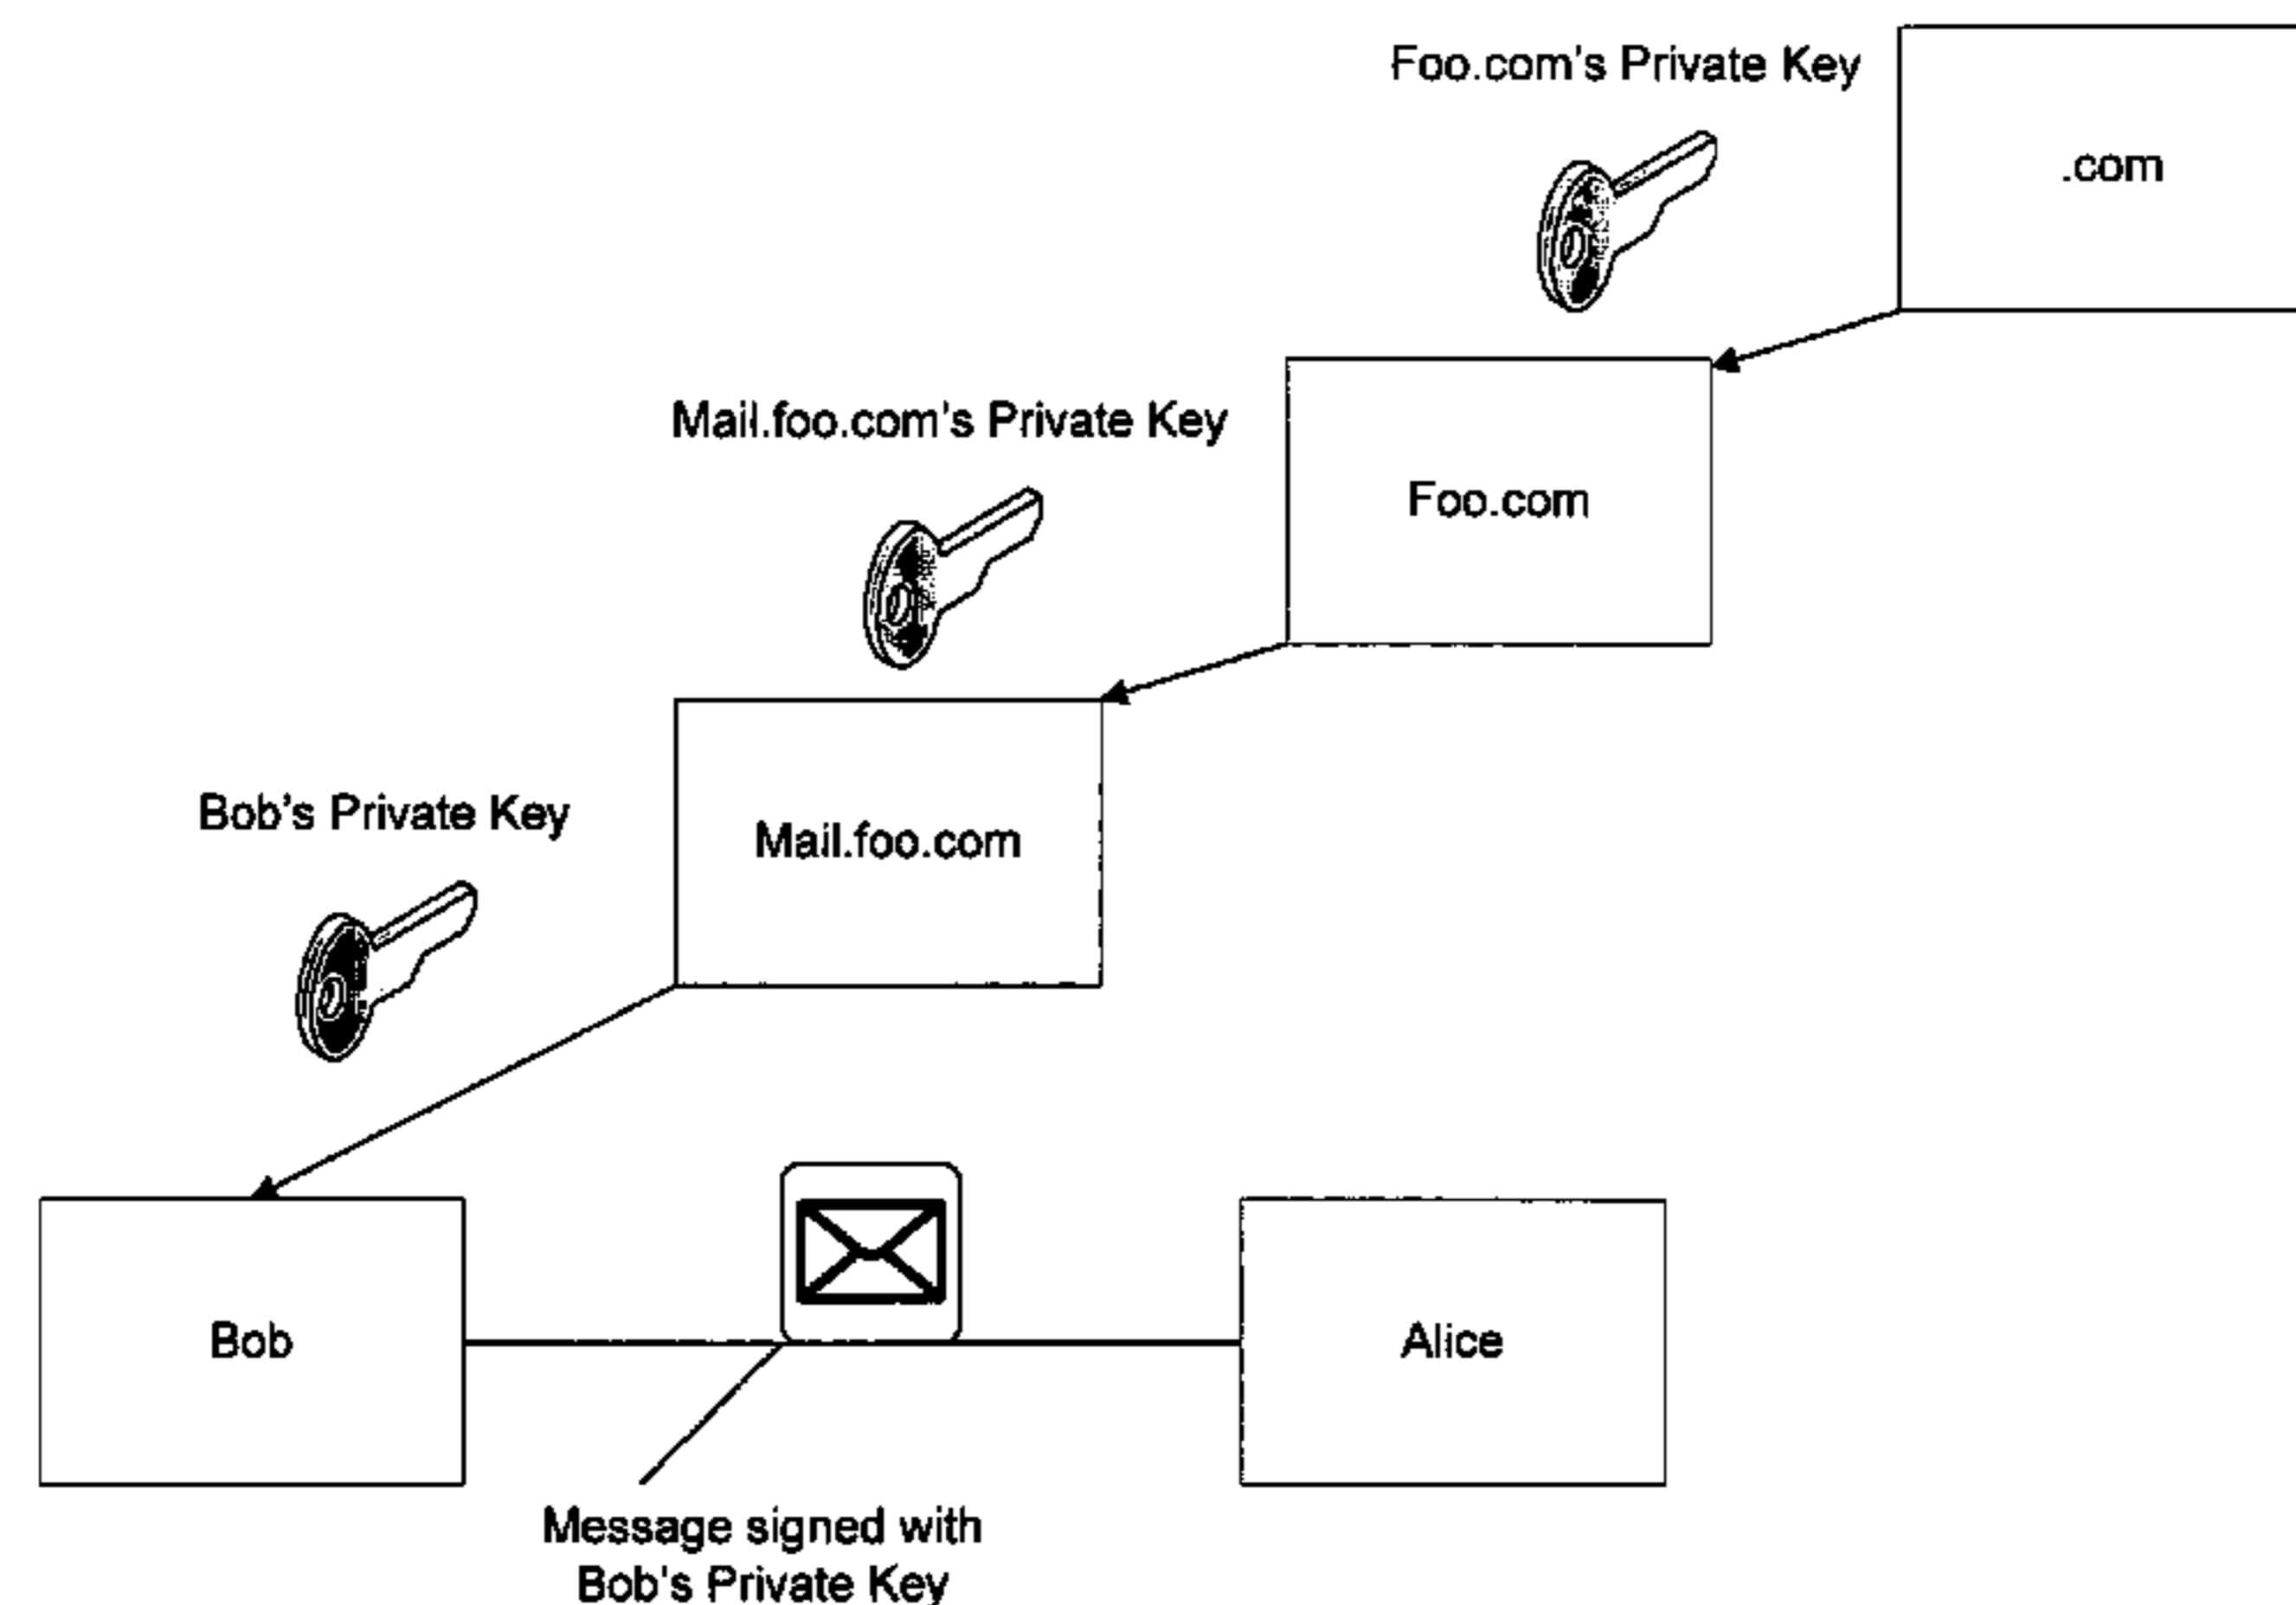 Foo.com's Private Key
.com
Mail.foo.com's Private Key
Foo.com
Bob's Private Key
Mail.foo.com
Bob
Alice
Message signed with
Bob's Private Key